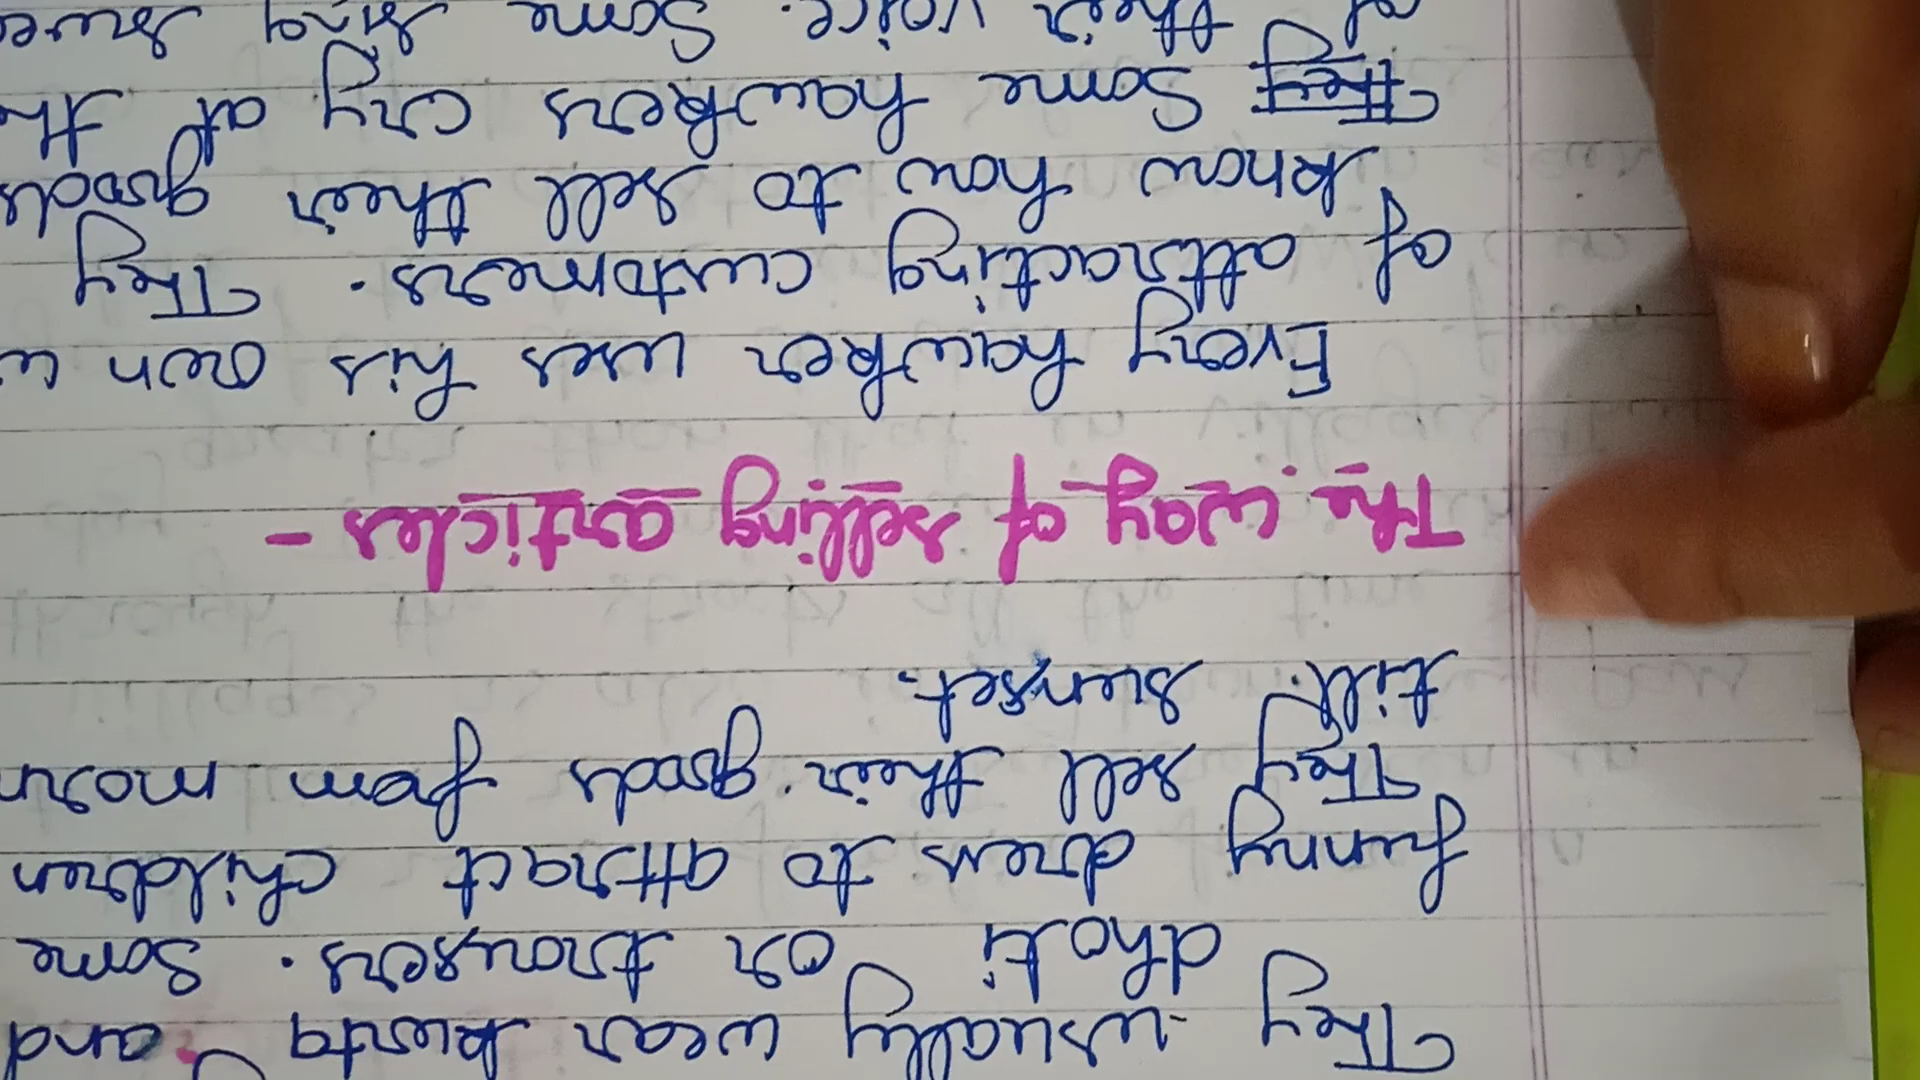 They usually wear kurta and
dhoti or trousers. Some
funny dress to attract children
They sell their goods from morn
till sunset.
The way of selling articles -
Every hawker uses his own w
of attracting customers. They
know how to sell their goods
They Some hawkers cry at the
of their voice. Some sing